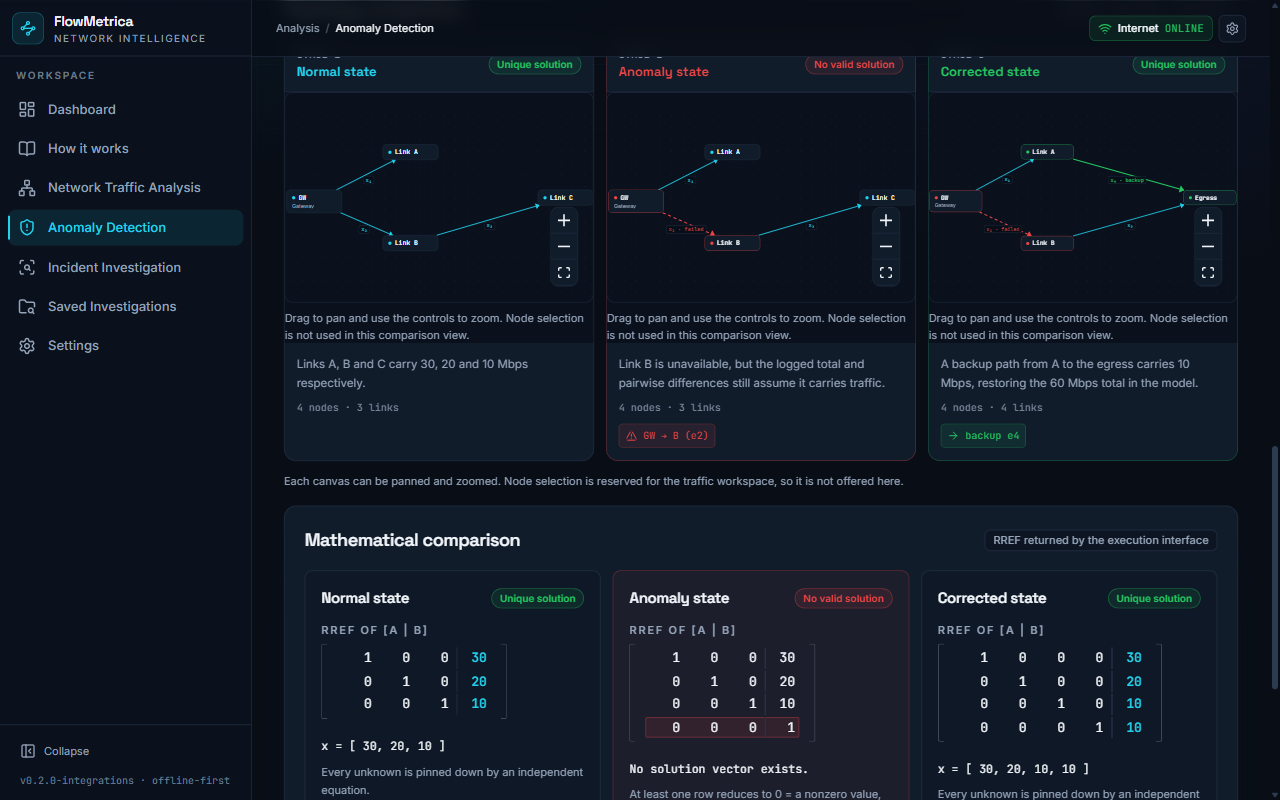 FlowMetrica
NETWORK INTELLIGENCE
WORKSPACE
Dashboard
How it works
Network Traffic Analysis
Anomaly Detection
Incident Investigation
Saved Investigations
Settings
Collapse
v0.2.0-integrations · offline-first
Analysis / Anomaly Detection
Internet ONLINE
Normal state
Unique solution
GW
Gateway
Link A
Link B
Link C
Drag to pan and use the controls to zoom. Node selection
is not used in this comparison view.
Links A, B and C carry 30, 20 and 10 Mbps
respectively.
4 nodes · 3 links
Anomaly state
No valid solution
GW
Gateway
Link A
Link B
Link C
Drag to pan and use the controls to zoom. Node selection
is not used in this comparison view.
Link B is unavailable, but the logged total and
pairwise differences still assume it carries traffic.
4 nodes · 3 links
GW → B (e2)
Corrected state
Unique solution
GW
Gateway
Link A
Link B
Egress
Drag to pan and use the controls to zoom. Node selection
is not used in this comparison view.
A backup path from A to the egress carries 10
Mbps, restoring the 60 Mbps total in the model.
4 nodes · 4 links
→ backup e4
Each canvas can be panned and zoomed. Node selection is reserved for the traffic workspace, so it is not offered here.
Mathematical comparison
RREF returned by the execution interface
Normal state
Unique solution
RREF OF [A | B]
1 0 0 30
0 1 0 20
0 0 1 10
x = [ 30, 20, 10 ]
Every unknown is pinned down by an independent
equation.
Anomaly state
No valid solution
RREF OF [A | B]
1 0 0 30
0 1 0 20
0 0 1 10
0 0 0 1
No solution vector exists.
At least one row reduces to 0 = a nonzero value,
Corrected state
Unique solution
RREF OF [A | B]
1 0 0 0 30
0 1 0 0 20
0 0 1 0 10
0 0 0 1 10
x = [ 30, 20, 10, 10 ]
Every unknown is pinned down by an independent